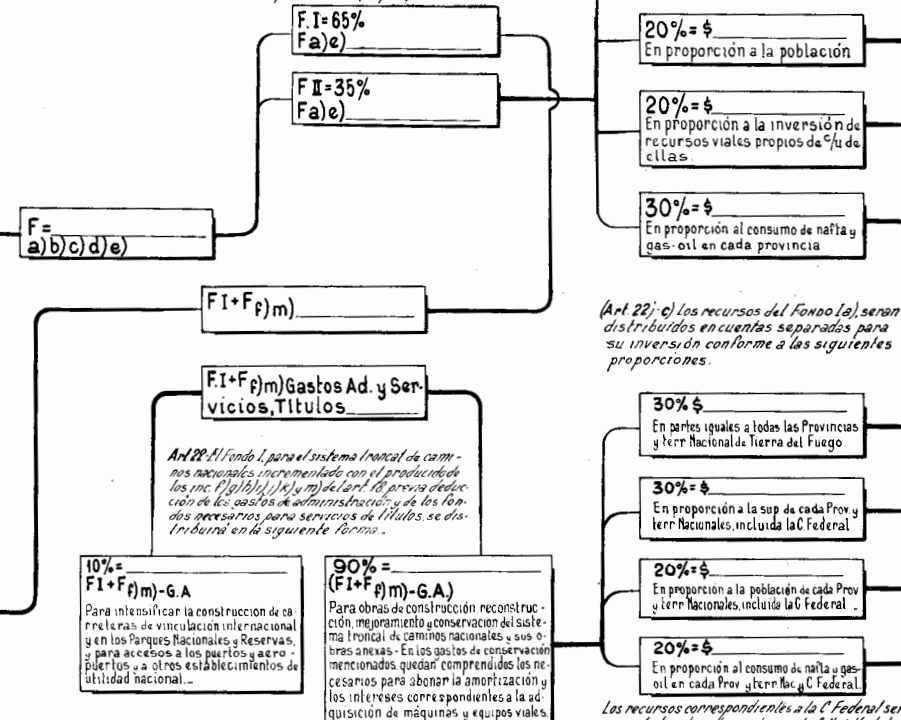 F. I = 65%
Fa)e)
F II = 35%
Fa)e)
F =
a)b)c)d)e)
F I + F f) m)
F. I + F f) m) Gastos Ad. y Ser-
vicios, Títulos
Art 22-El Fondo I, para el sistema troncal de cami-
nos nacionales incrementado con el producido de
los inc. f)g)h)i)j)k) y m) del art. 18 previa deduc-
ción de los gastos de administración y de los fon-
dos necesarios para servicios de títulos, se dis-
tribuirá en la siguiente forma..
10% =
F I + F f) m) - G. A
Para intensificar la construccion de ca-
rreteras de vinculación internacional
y en los Parques Nacionales y Reservas,
y para accesos a los puertos y aero-
puertos y a otros establecimientos de
utilidad nacional._
90% =
(F I + F f) m) - G.A.)
Para obras de construcción, reconstruc-
ción, mejoramiento y conservación del siste-
ma troncal de caminos nacionales y sus o-
bras anexas - En los gastos de conservación
mencionados, quedan comprendidos los ne-
cesarios para abonar la amortización y
los intereses correspondientes a la ad-
quisición de máquinas y equipos viales.
20% = $
En proporción a la población
20% = $
En proporción a la inversión de
recursos viales propios de c/u de
ellas.
30% = $
En proporción al consumo de nafta y
gas-oil en cada provincia
(Art. 22j-c) Los recursos del Fondo Ia), seran
distribuídos en cuentas separadas para
su inversión conforme a las siguientes
proporciones.
30% $
En partes iguales a todas las Provincias
y terr Nacional de Tierra del Fuego.
30% = $
En proporción a la sup de cada Prov. y
terr Nacionales, incluida la C Federal
20% = $
En proporción a la población de cada Prov
y terr Nacionales, incluida la C Federal _
20% = $
En proporción al consumo de nafta y gas-
oil en cada Prov y terr Nac y C Federal.
Los recursos correspondientes a la C Federal ser